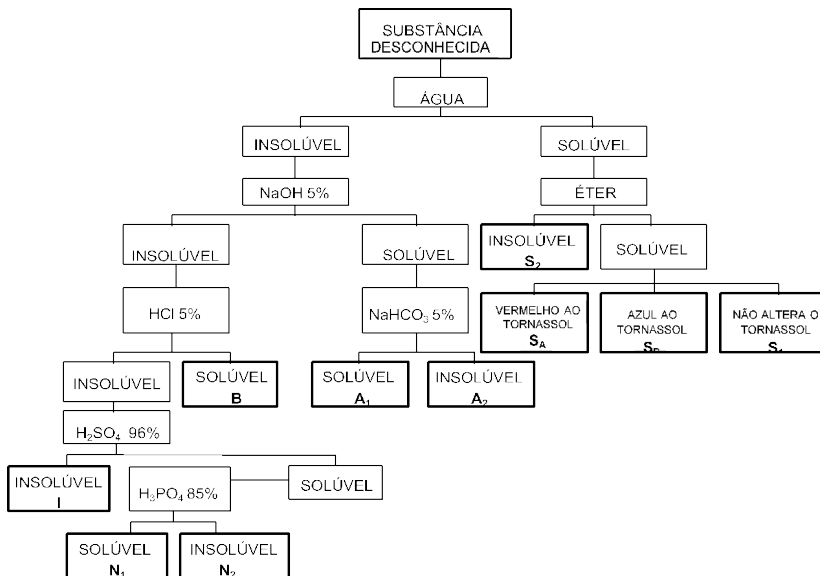 SUBSTÂNCIA
DESCONHECIDA
ÁGUA
INSOLÚVEL
SOLÚVEL
NaOH 5%
ÉTER
INSOLÚVEL
SOLÚVEL
INSOLÚVEL
S₂
SOLÚVEL
HCl 5%
NaHCO₃ 5%
VERMELHO AO
TORNASSOL
S_A
AZUL AO
TORNASSOL
NÃO ALTERA O
TORNASSOL
S₁
INSOLÚVEL
SOLÚVEL
B
SOLÚVEL
A₁
INSOLÚVEL
A₂
H₂SO₄ 96%
INSOLÚVEL
I
H₃PO₄ 85%
SOLÚVEL
SOLÚVEL
N₁
INSOLÚVEL
N₂